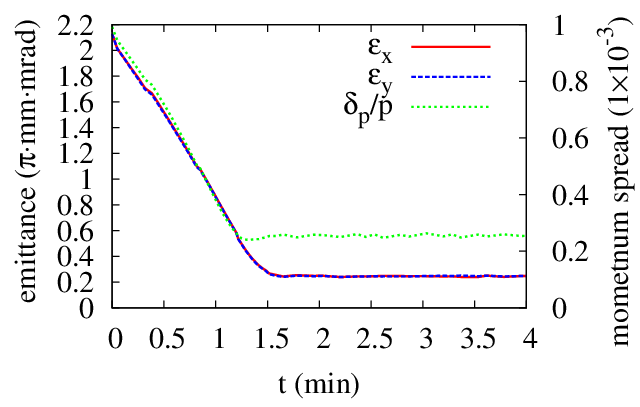 emittance (π·mm·mrad)
2.2
2
1.8
1.6
1.4
1.2
1
0.8
0.6
0.4
0.2
0
εx
εy
δp/p
1
0.8
0.6
0.4
0.2
0
mometnum spread (1×10-3)
0 0.5 1 1.5 2 2.5 3 3.5 4
t (min)